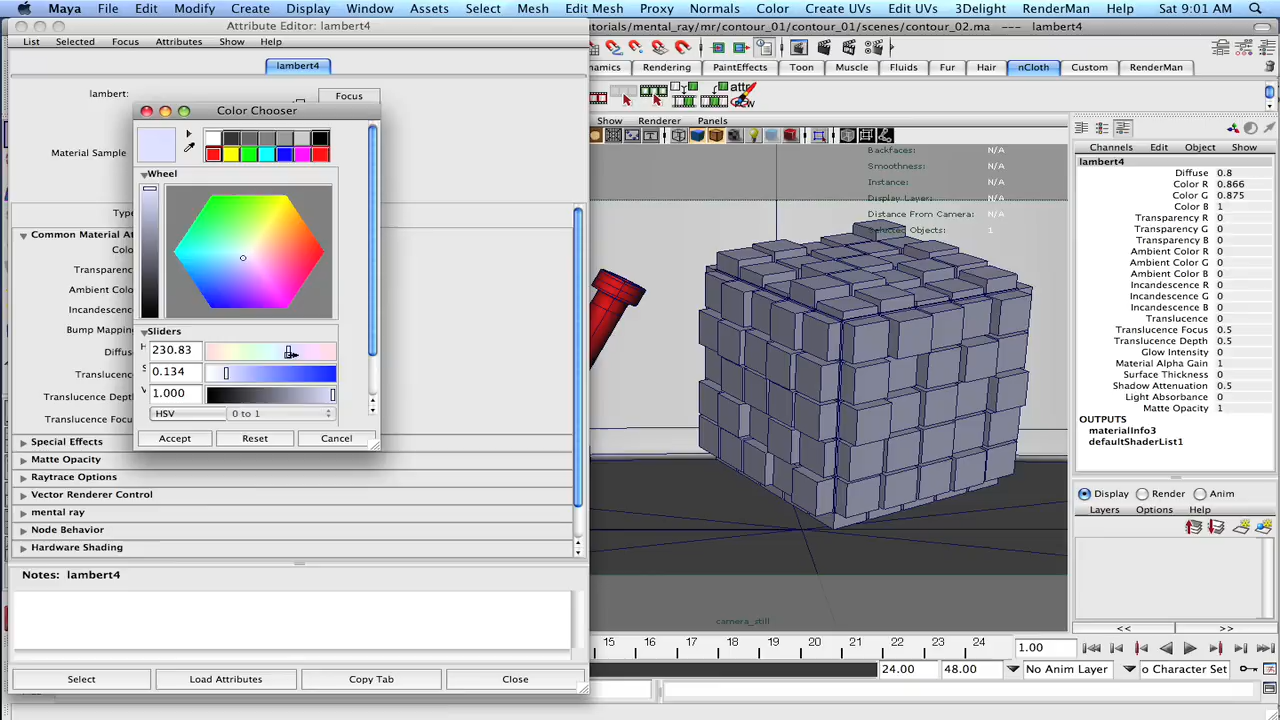 Maya File Edit Modify Create Display Window Assets Select Mesh Edit Mesh Proxy Normals Color Create UVs Edit UVs 3Delight RenderMan Help Sat 9:01 AM
Attribute Editor: lambert4
utorials/mental_ray/mr/contour_01/scenes/contour_02.ma --- lambert4
List Selected Focus Attributes Show Help
lambert4
namics Rendering PaintEffects Toon Muscle Fluids Fur Hair nCloth Custom RenderMan
attr
lambert:
Focus
Show Renderer Panels
Color Chooser
Material Sample
Wheel
Type
Common Material At
Colo
Transparenc
Ambient Colo
Incandescenc
Bump Mapping
Diffus
Translucenc
Translucence Depth
Translucence Focus
Sliders
H 230.83
S 0.134
V 1.000
HSV 0 to 1
Accept Reset Cancel
Special Effects
Matte Opacity
Raytrace Options
Vector Renderer Control
mental ray
Node Behavior
Hardware Shading
Notes: lambert4
Select Load Attributes Copy Tab Close
Backfaces: N/A
Smoothness: N/A
Instance: N/A
Display Layer: N/A
Distance From Camera: N/A
Selected Objects: 1
camera_still
Channels Edit Object Show
lambert4
Diffuse 0.8
Color R 0.866
Color G 0.875
Color B 1
Transparency R 0
Transparency G 0
Transparency B 0
Ambient Color R 0
Ambient Color G 0
Ambient Color B 0
Incandescence R 0
Incandescence G 0
Incandescence B 0
Translucence 0
Translucence Focus 0.5
Translucence Depth 0.5
Glow Intensity 0
Material Alpha Gain 1
Surface Thickness 0
Shadow Attenuation 0.5
Light Absorbance 0
Matte Opacity 1
OUTPUTS
materialInfo3
defaultShaderList1
Display Render Anim
Layers Options Help
<< >>
15 16 17 18 19 20 21 22 23 24
1.00
24.00 48.00 No Anim Layer o Character Set